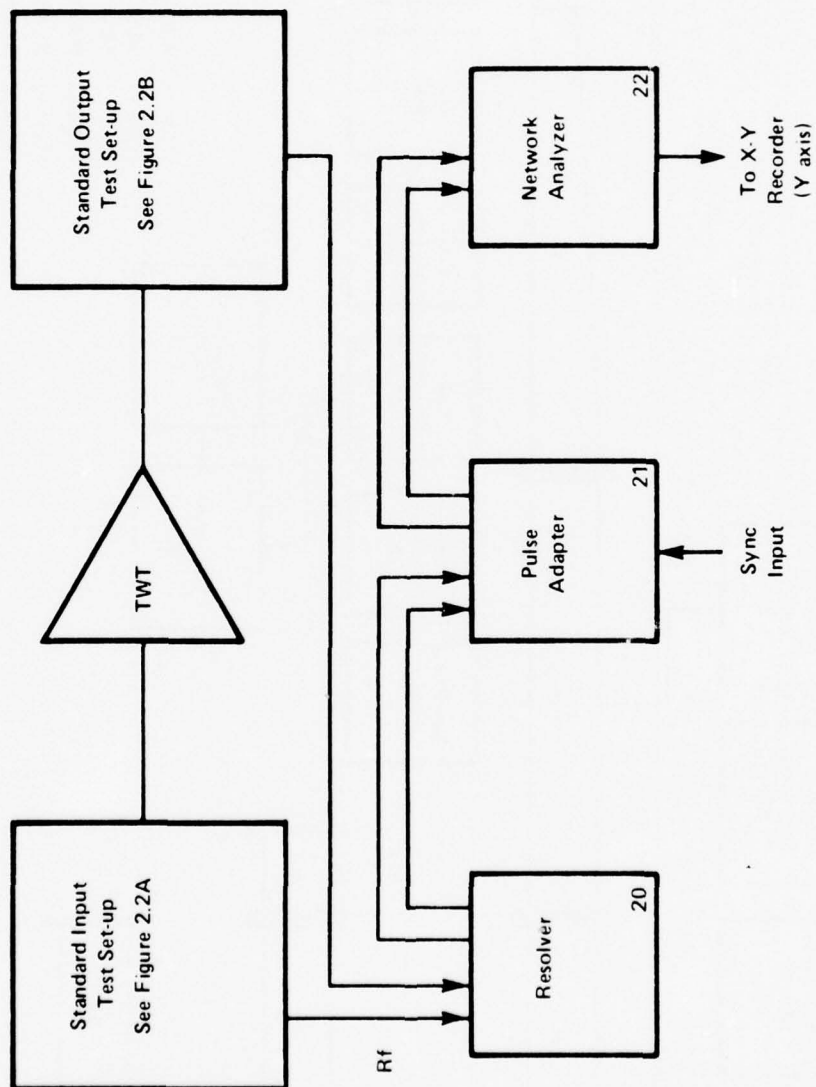 Standard Input
Test Set-up
See Figure 2.2A
TWT
Standard Output
Test Set-up
See Figure 2.2B
Rf
Resolver
20
Pulse
Adapter
21
Sync
Input
Network
Analyzer
22
To X-Y
Recorder
(Y axis)